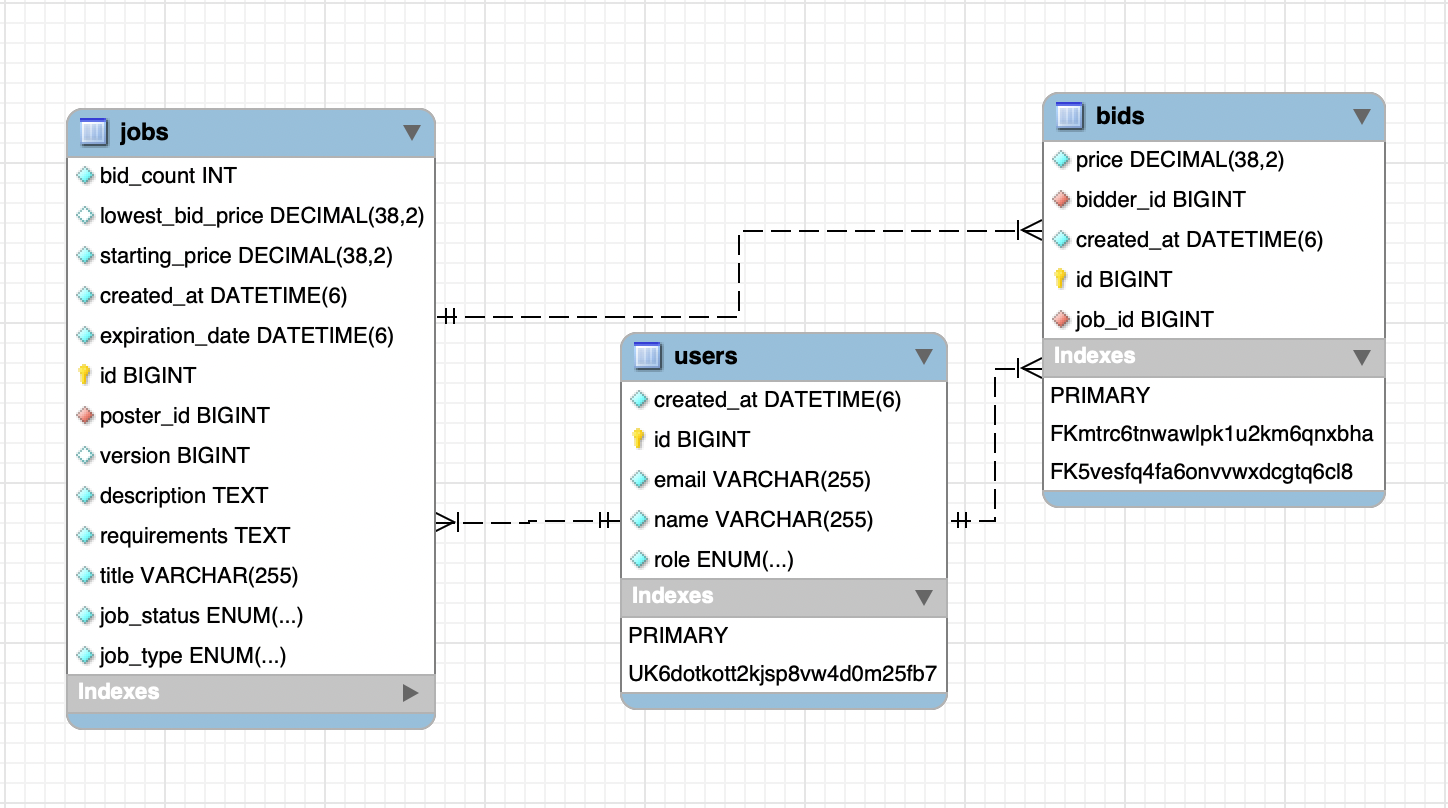 jobs
bid_count INT
lowest_bid_price DECIMAL(38,2)
starting_price DECIMAL(38,2)
created_at DATETIME(6)
expiration_date DATETIME(6)
id BIGINT
poster_id BIGINT
version BIGINT
description TEXT
requirements TEXT
title VARCHAR(255)
job_status ENUM(...)
job_type ENUM(...)
Indexes
users
created_at DATETIME(6)
id BIGINT
email VARCHAR(255)
name VARCHAR(255)
role ENUM(...)
Indexes
PRIMARY
UK6dotkott2kjsp8vw4d0m25fb7
bids
price DECIMAL(38,2)
bidder_id BIGINT
created_at DATETIME(6)
id BIGINT
job_id BIGINT
Indexes
PRIMARY
FKmtrc6tnwawlpk1u2km6qnxbha
FK5vesfq4fa6onvvwxdcgtq6cl8